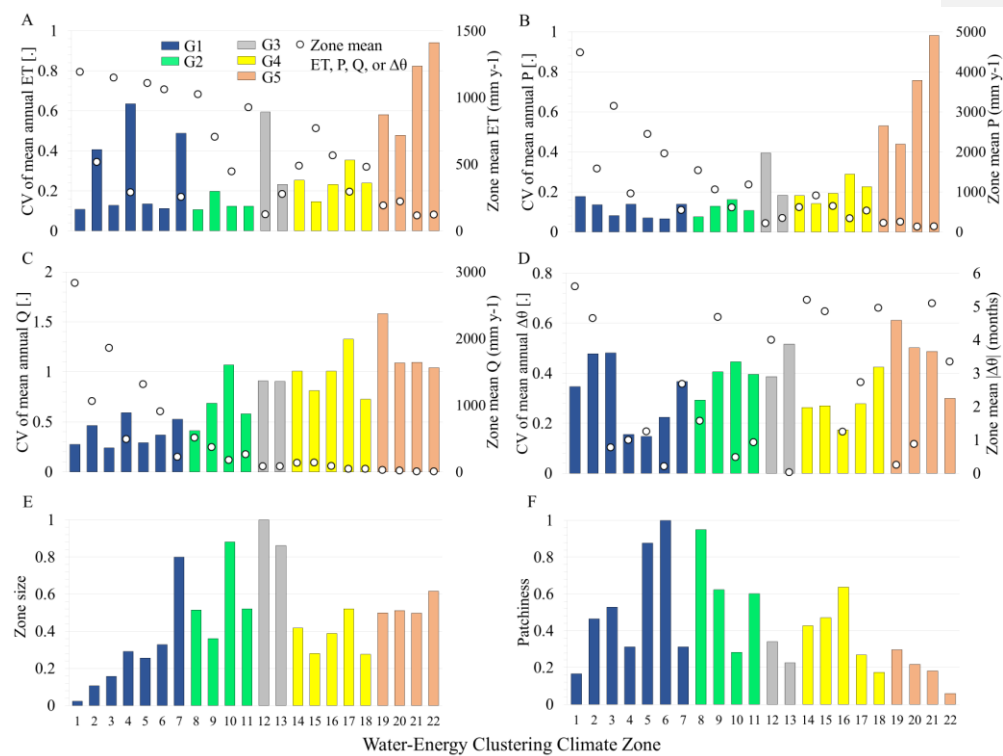 A
CV of mean annual ET [.]
1
0.8
0.6
0.4
0.2
0
G1
G2
G3
G4
G5
Zone mean
ET, P, Q, or Δθ
1500
1000
500
0
Zone mean ET (mm y-1)
B
CV of mean annual P [.]
1
0.8
0.6
0.4
0.2
0
5000
4000
3000
2000
1000
0
Zone mean P (mm y-1)
C
CV of mean annual Q [.]
2
1.5
1
0.5
0
3000
2000
1000
0
Zone mean Q (mm y-1)
D
CV of mean annual Δθ [.]
0.8
0.6
0.4
0.2
0
6
5
4
3
2
1
0
Zone mean |Δθ| (months)
E
Zone size
1
0.8
0.6
0.4
0.2
0
1 2 3 4 5 6 7 8 9 10 11 12 13 14 15 16 17 18 19 20 21 22
F
Patchiness
1
0.8
0.6
0.4
0.2
0
1 2 3 4 5 6 7 8 9 10 11 12 13 14 15 16 17 18 19 20 21 22
Water-Energy Clustering Climate Zone